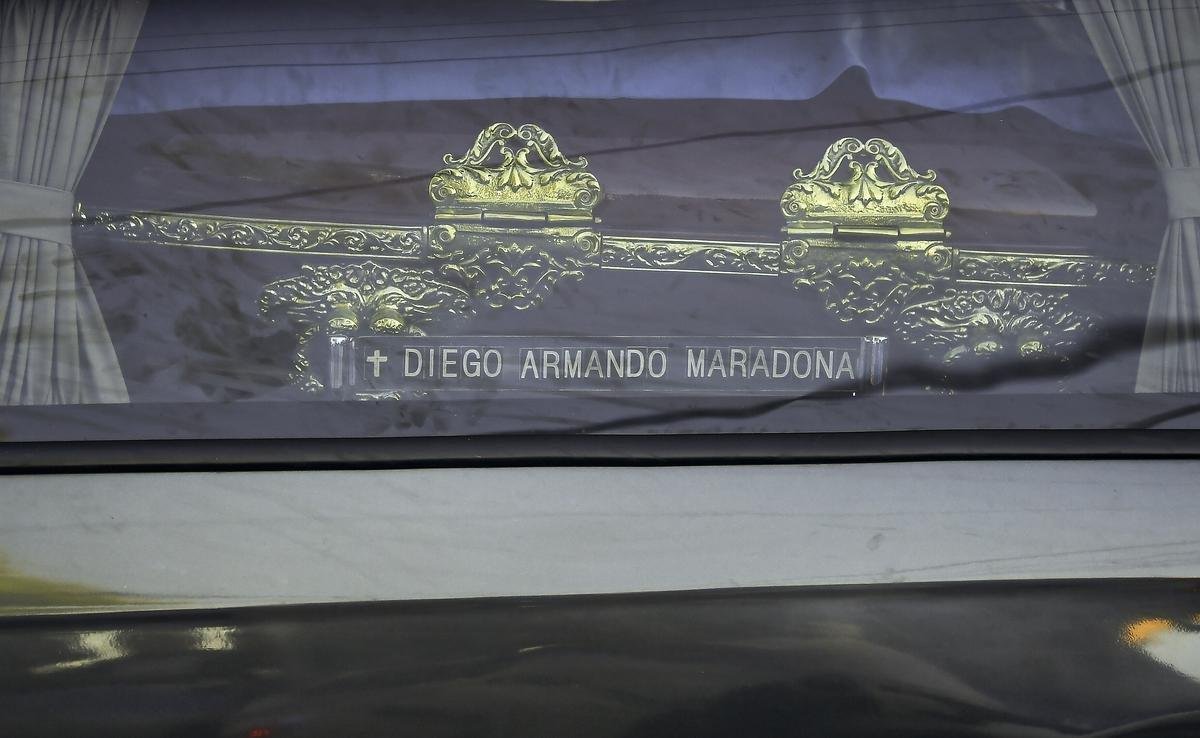 ✝ DIEGO ARMANDO MARADONA